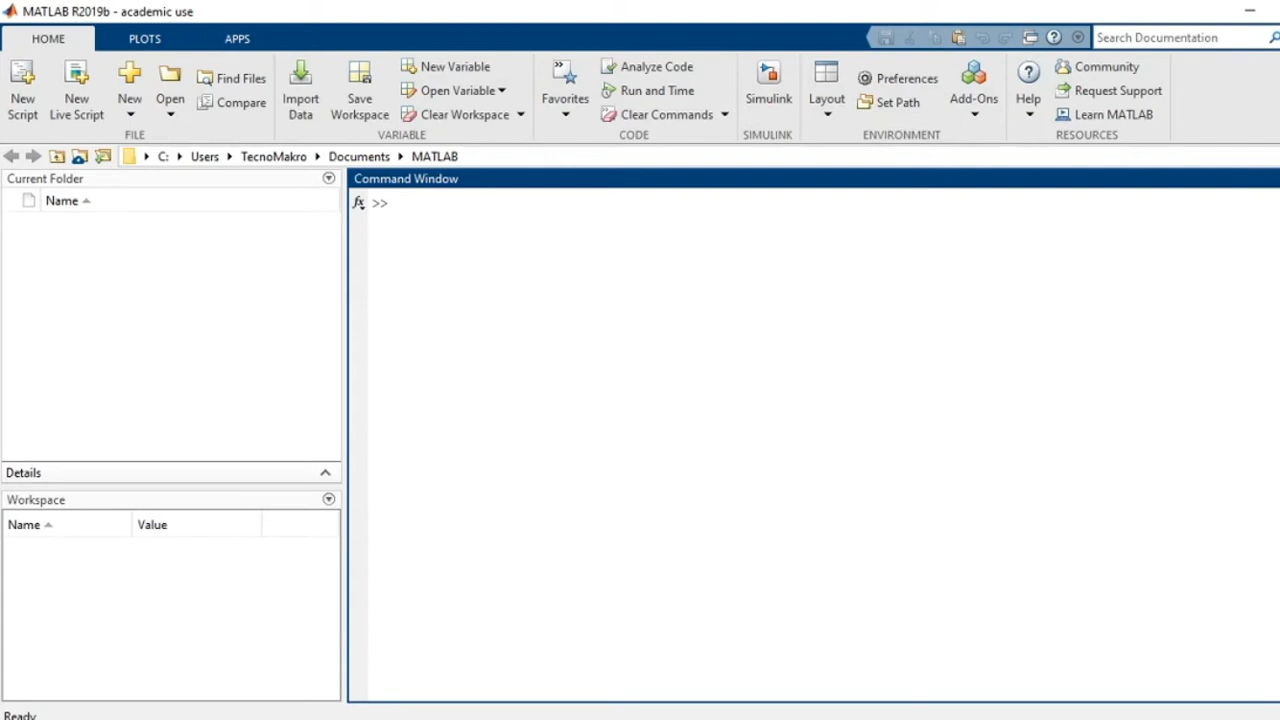 MATLAB R2019b - academic use
HOME PLOTS APPS
Search Documentation
New Script
New Live Script
New
Open
Find Files
Compare
FILE
Import Data
Save Workspace
New Variable
Open Variable
Clear Workspace
VARIABLE
Favorites
Analyze Code
Run and Time
Clear Commands
CODE
Simulink
SIMULINK
Layout
Preferences
Set Path
Add-Ons
ENVIRONMENT
Help
Community
Request Support
Learn MATLAB
RESOURCES
C: Users TecnoMakro Documents MATLAB
Current Folder
Name
Details
Workspace
Name Value
Command Window
fx >>
Ready